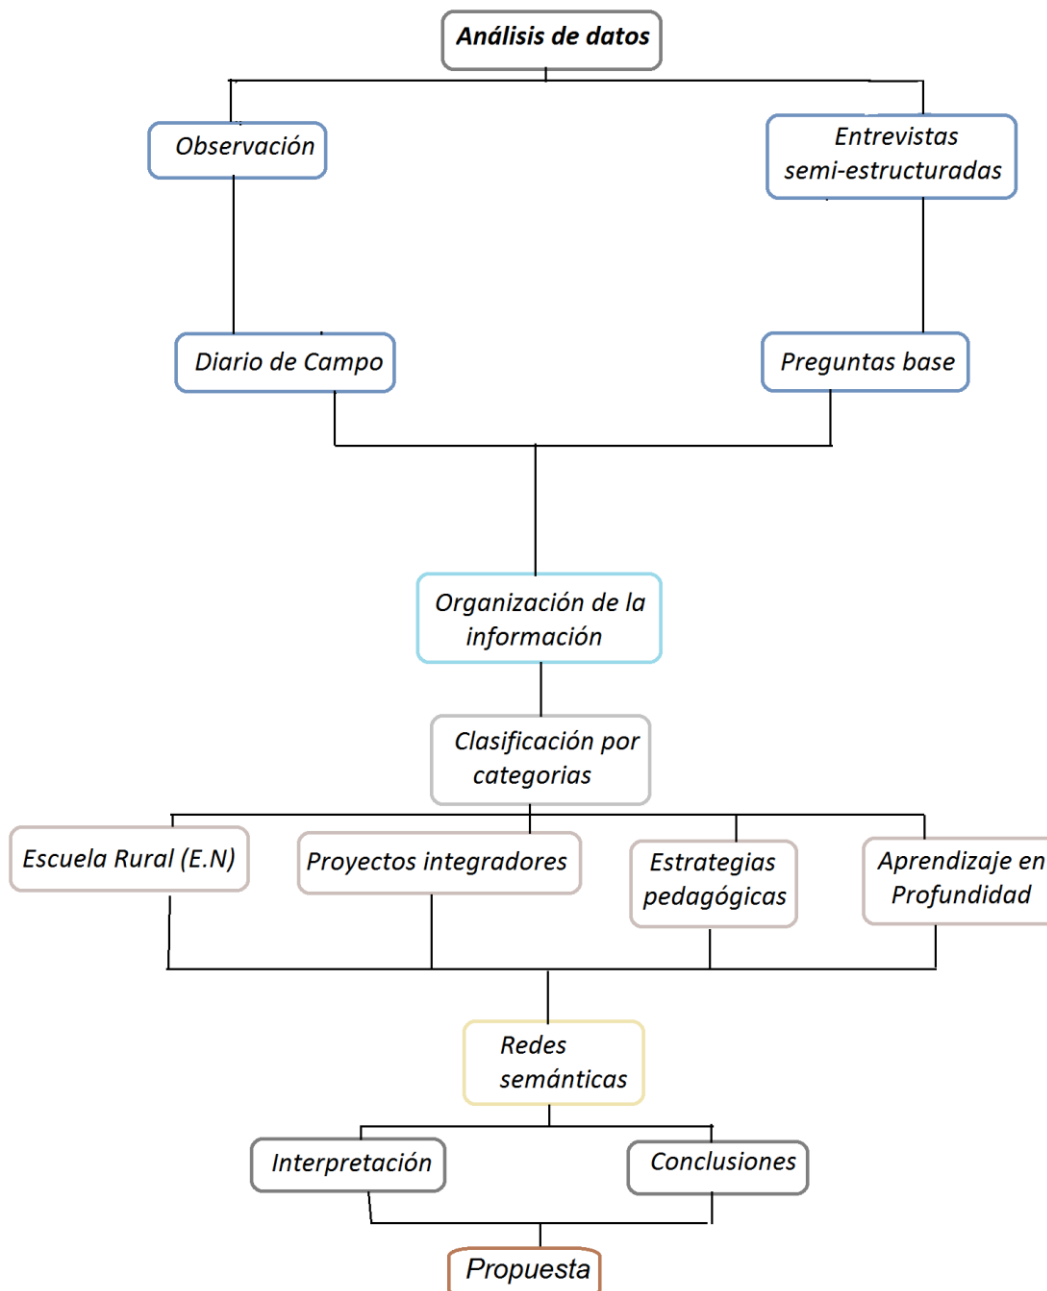 Análisis de datos
Observación
Entrevistas
semi-estructuradas
Diario de Campo
Preguntas base
Organización de la
información
Clasificación por
categorias
Escuela Rural (E.N)
Proyectos integradores
Estrategias
pedagógicas
Aprendizaje en
Profundidad
Redes
semánticas
Interpretación
Conclusiones
Propuesta